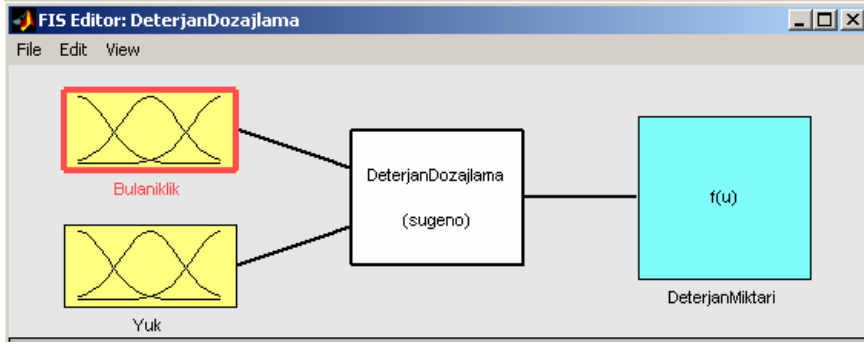 FIS Editor: DeterjanDozajlama
File Edit View
Bulaniklik
DeterjanDozajlama
(sugeno)
f(u)
DeterjanMiktari
Yuk